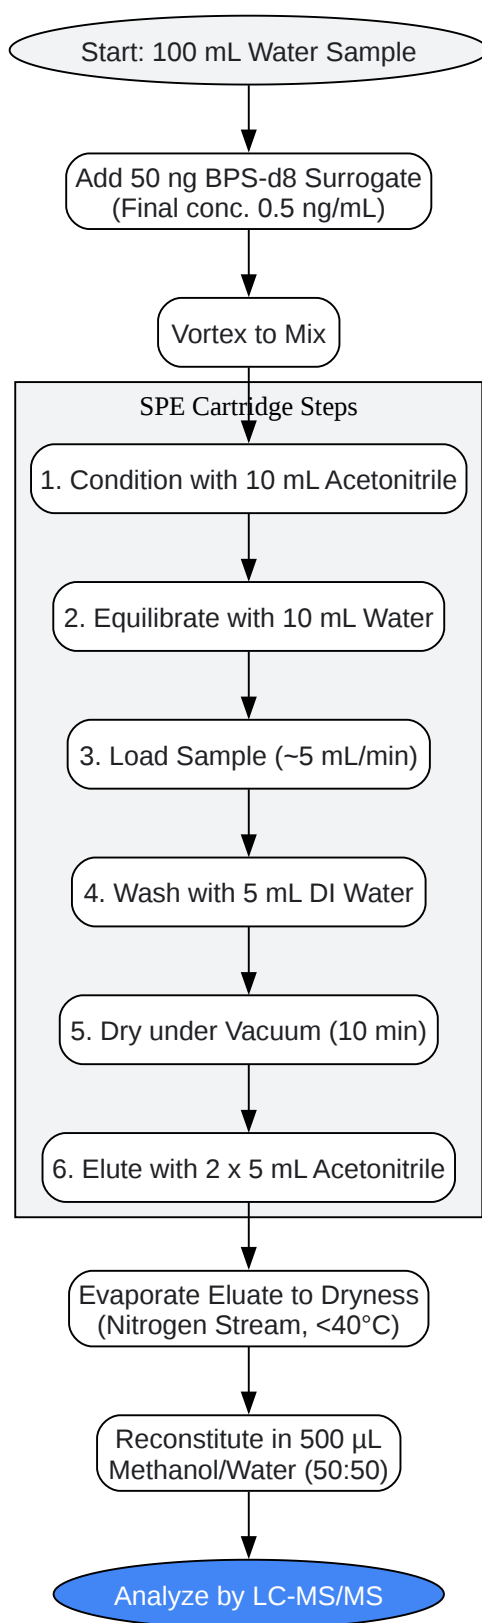 Start: 100 mL Water Sample
Add 50 ng BPS-d8 Surrogate
(Final conc. 0.5 ng/mL)
Vortex to Mix
SPE Cartridge Steps
1. Condition with 10 mL Acetonitrile
2. Equilibrate with 10 mL Water
3. Load Sample (~5 mL/min)
4. Wash with 5 mL DI Water
5. Dry under Vacuum (10 min)
6. Elute with 2 x 5 mL Acetonitrile
Evaporate Eluate to Dryness
(Nitrogen Stream, <40°C)
Reconstitute in 500 µL
Methanol/Water (50:50)
Analyze by LC-MS/MS